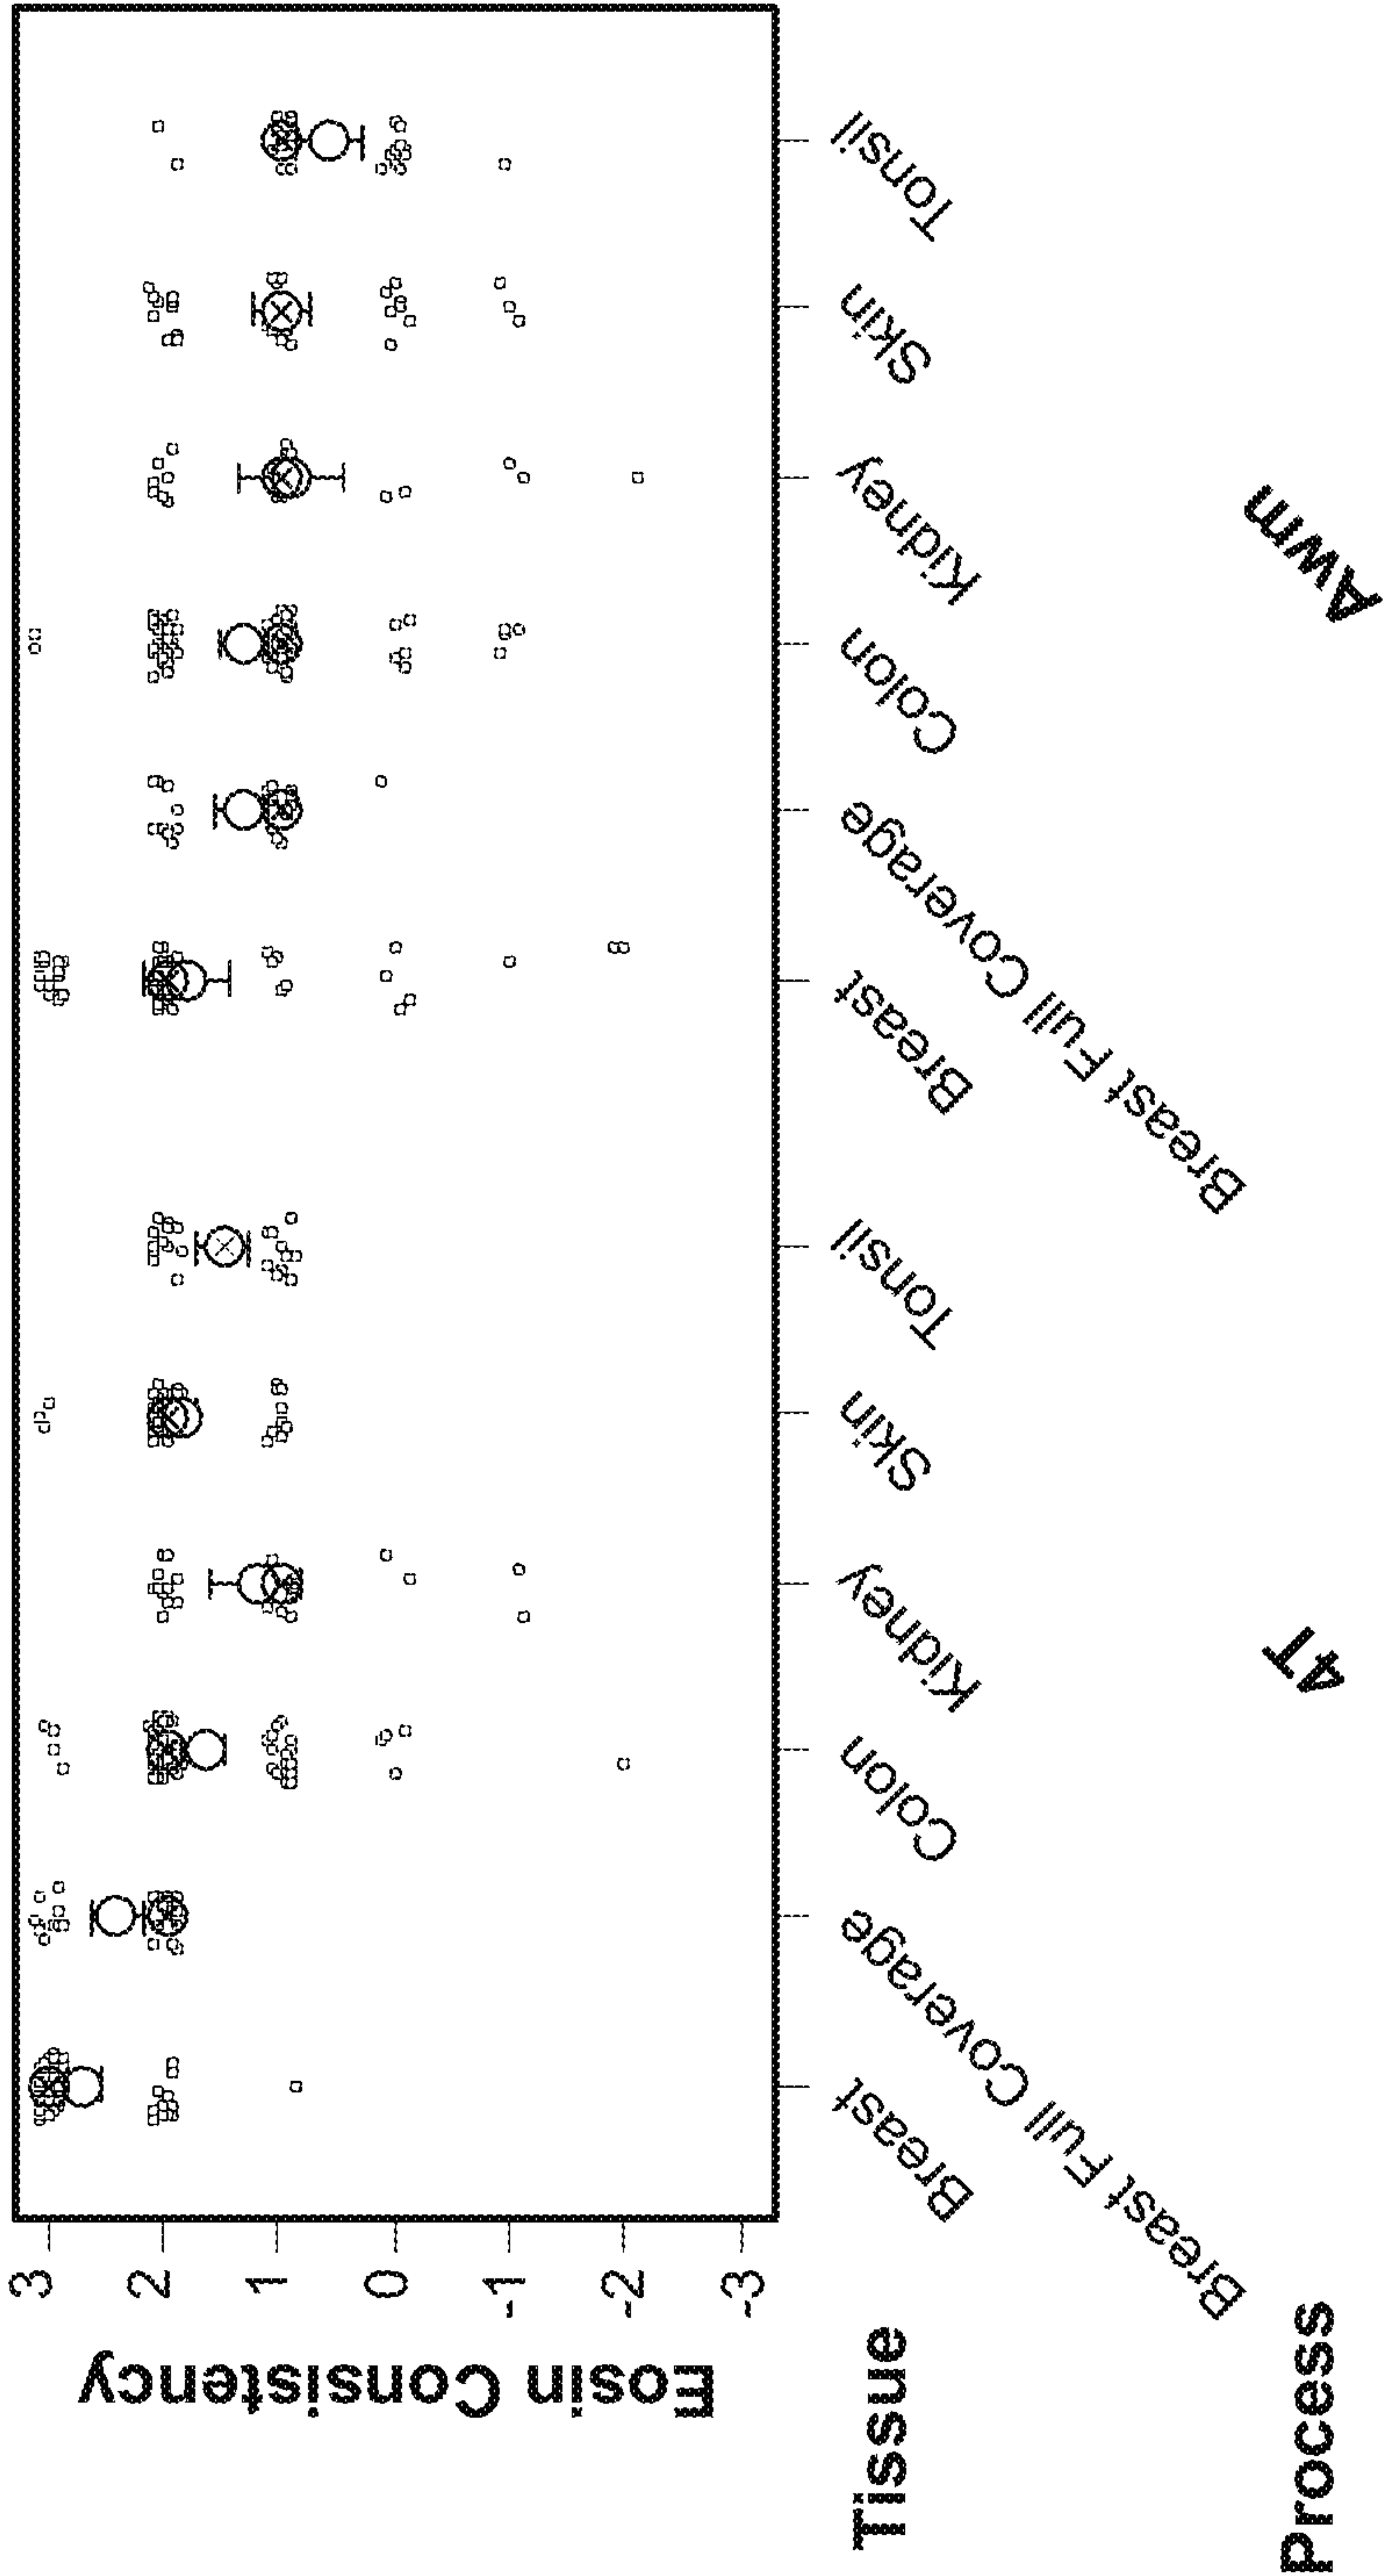 Eosin Consistency
3
2
1
0
-1
-2
-3
Tissue
Breast
Breast Full Coverage
Colon
Kidney
Skin
Tonsil
Breast
Breast Full Coverage
Colon
Kidney
Skin
Tonsil
Process
4T
Awm